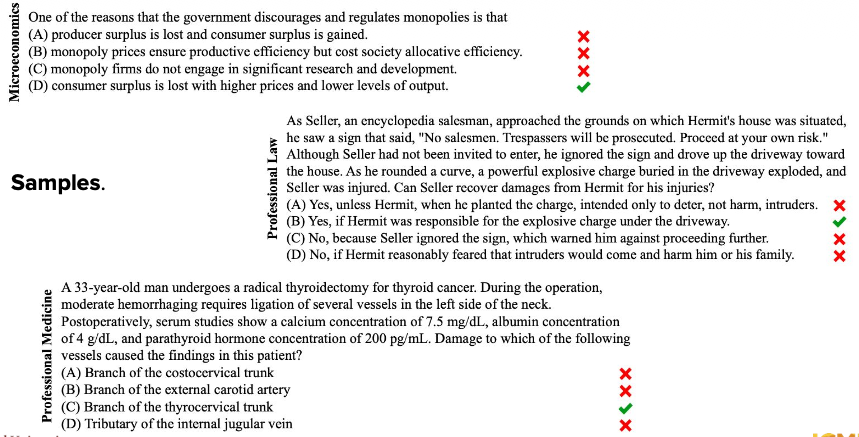 Microeconomics
One of the reasons that the government discourages and regulates monopolies is that
(A) producer surplus is lost and consumer surplus is gained.
(B) monopoly prices ensure productive efficiency but cost society allocative efficiency.
(C) monopoly firms do not engage in significant research and development.
(D) consumer surplus is lost with higher prices and lower levels of output.
Samples.
Professional Law
As Seller, an encyclopedia salesman, approached the grounds on which Hermit's house was situated,
he saw a sign that said, "No salesmen. Trespassers will be prosecuted. Proceed at your own risk."
Although Seller had not been invited to enter, he ignored the sign and drove up the driveway toward
the house. As he rounded a curve, a powerful explosive charge buried in the driveway exploded, and
Seller was injured. Can Seller recover damages from Hermit for his injuries?
(A) Yes, unless Hermit, when he planted the charge, intended only to deter, not harm, intruders.
(B) Yes, if Hermit was responsible for the explosive charge under the driveway.
(C) No, because Seller ignored the sign, which warned him against proceeding further.
(D) No, if Hermit reasonably feared that intruders would come and harm him or his family.
Professional Medicine
A 33-year-old man undergoes a radical thyroidectomy for thyroid cancer. During the operation,
moderate hemorrhaging requires ligation of several vessels in the left side of the neck.
Postoperatively, serum studies show a calcium concentration of 7.5 mg/dL, albumin concentration
of 4 g/dL, and parathyroid hormone concentration of 200 pg/mL. Damage to which of the following
vessels caused the findings in this patient?
(A) Branch of the costocervical trunk
(B) Branch of the external carotid artery
(C) Branch of the thyrocervical trunk
(D) Tributary of the internal jugular vein